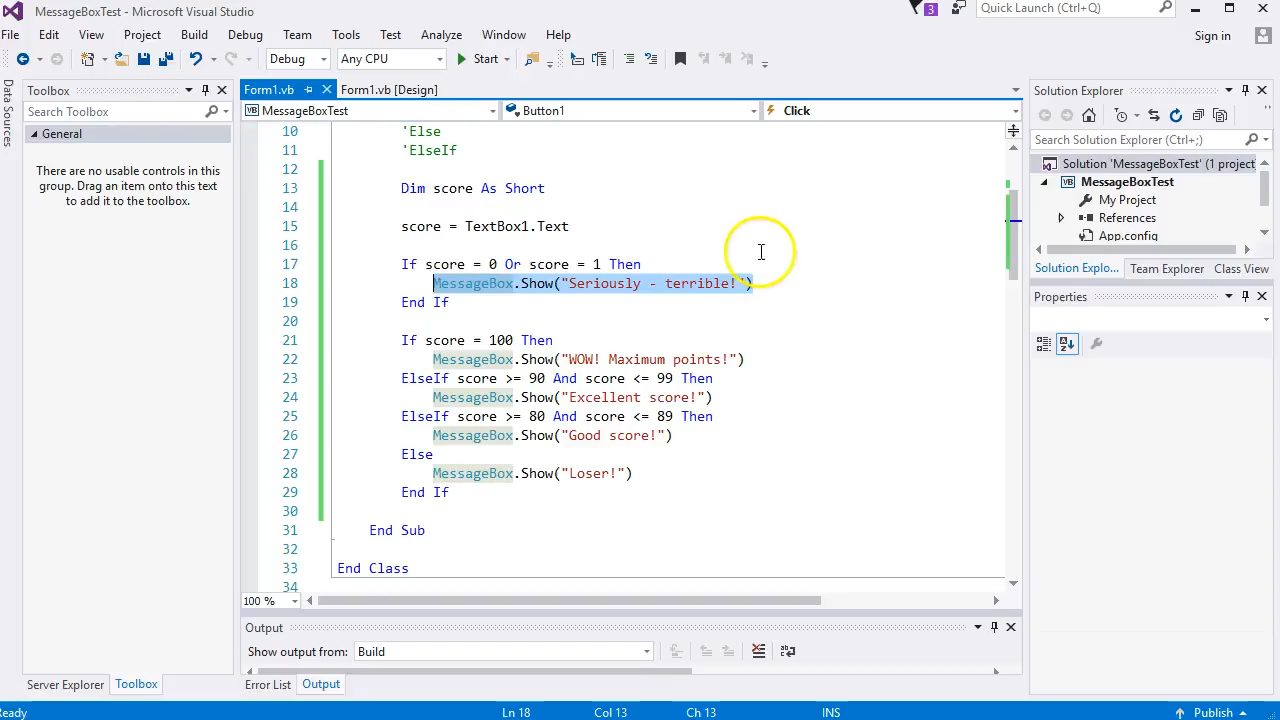 MessageBoxTest - Microsoft Visual Studio
3
Quick Launch (Ctrl+Q)
File Edit View Project Build Debug Team Tools Test Analyze Window Help
Sign in
Debug Any CPU Start
Data Sources
Toolbox
Search Toolbox
General
There are no usable controls in this
group. Drag an item onto this text
to add it to the toolbox.
Server Explorer Toolbox
Form1.vb Form1.vb [Design]
MessageBoxTest Button1 Click
10 'Else
11 'ElseIf
12
13 Dim score As Short
14
15 score = TextBox1.Text
16
17 If score = 0 Or score = 1 Then
18 MessageBox.Show("Seriously - terrible!")
19 End If
20
21 If score = 100 Then
22 MessageBox.Show("WOW! Maximum points!")
23 ElseIf score >= 90 And score <= 99 Then
24 MessageBox.Show("Excellent score!")
25 ElseIf score >= 80 And score <= 89 Then
26 MessageBox.Show("Good score!")
27 Else
28 MessageBox.Show("Loser!")
29 End If
30
31 End Sub
32
33 End Class
34
100 %
Output
Show output from: Build
Error List Output
Solution Explorer
Search Solution Explorer (Ctrl+;)
Solution 'MessageBoxTest' (1 project
MessageBoxTest
My Project
References
App.config
Solution Explo... Team Explorer Class View
Properties
Ready Ln 18 Col 13 Ch 13 INS Publish